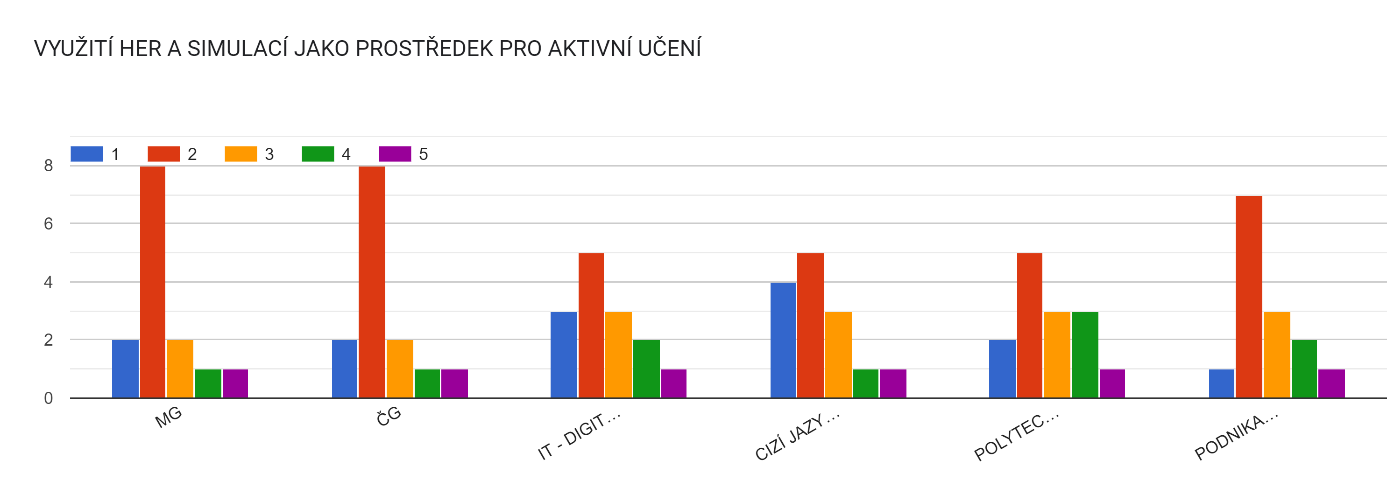 VYUŽITÍ HER A SIMULACÍ JAKO PROSTŘEDEK PRO AKTIVNÍ UČENÍ
1 2 3 4 5
8
6
4
2
0
MG ČG IT - DIGIT… CIZÍ JAZY… POLYTEC… PODNIKA…